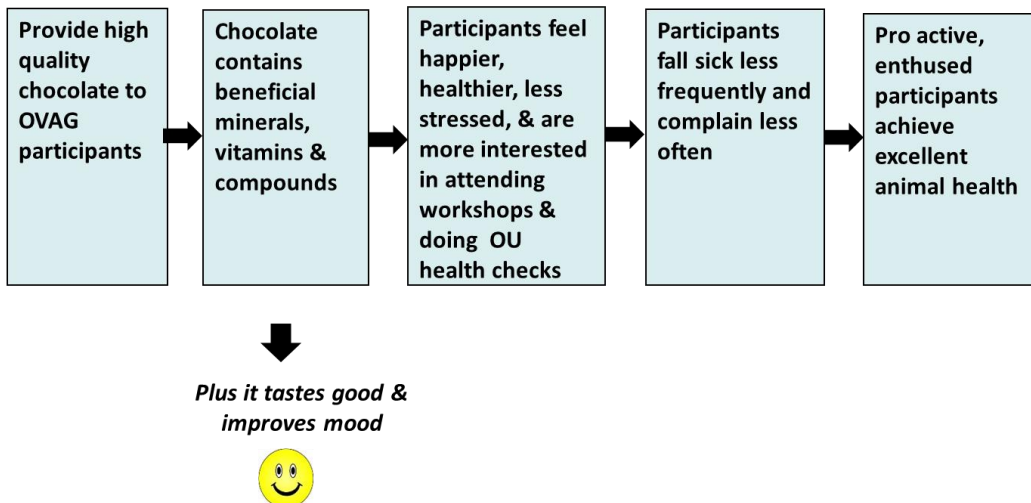 Provide high
quality
chocolate to
OVAG
participants
Chocolate
contains
beneficial
minerals,
vitamins &
compounds
Participants feel
happier,
healthier, less
stressed, & are
more interested
in attending
workshops &
doing OU
health checks
Participants
fall sick less
frequently and
complain less
often
Pro active,
enthused
participants
achieve
excellent
animal health
Plus it tastes good &
improves mood